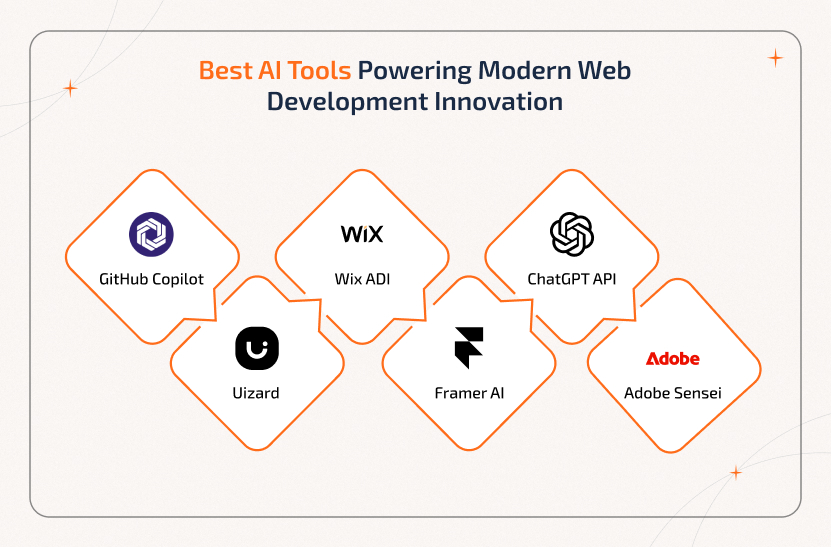 Best AI Tools Powering Modern Web
Development Innovation
GitHub Copilot
WiX
Wix ADI
ChatGPT API
Uizard
Framer AI
Adobe
Adobe Sensei